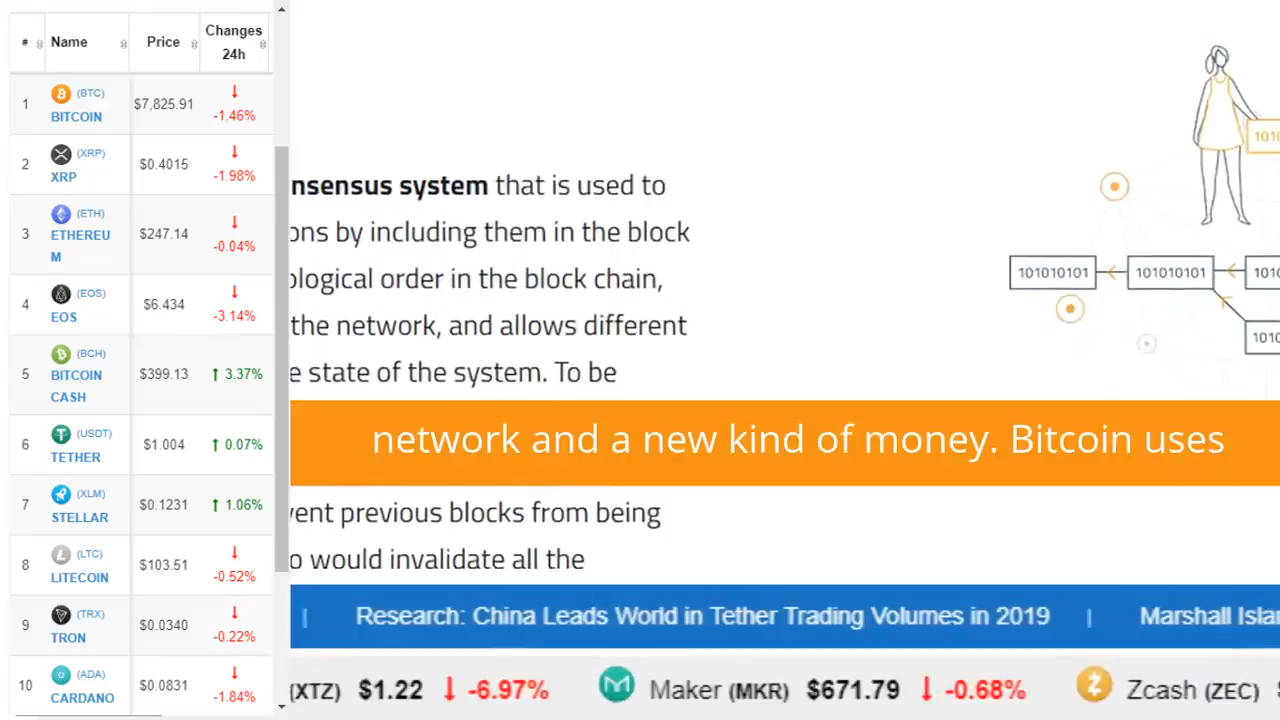 # Name Price Changes 24h
1 (BTC) BITCOIN $7,825.91 -1.46%
2 (XRP) XRP $0.4015 -1.98%
3 (ETH) ETHEREUM $247.14 -0.04%
4 (EOS) EOS $6.434 -3.14%
5 (BCH) BITCOIN CASH $399.13 3.37%
6 (USDT) TETHER $1.004 0.07%
7 (XLM) STELLAR $0.1231 1.06%
8 (LTC) LITECOIN $103.51 -0.52%
9 (TRX) TRON $0.0340 -0.22%
10 (ADA) CARDANO $0.0831 -1.84%
nsensus system that is used to
ons by including them in the block
ological order in the block chain,
the network, and allows different
e state of the system. To be
network and a new kind of money. Bitcoin uses
vent previous blocks from being
o would invalidate all the
101010101 101010101 1010
1010
1010
| Research: China Leads World in Tether Trading Volumes in 2019 | Marshall Islan
(XTZ) $1.22 -6.97% Maker (MKR) $671.79 -0.68% Zcash (ZEC)